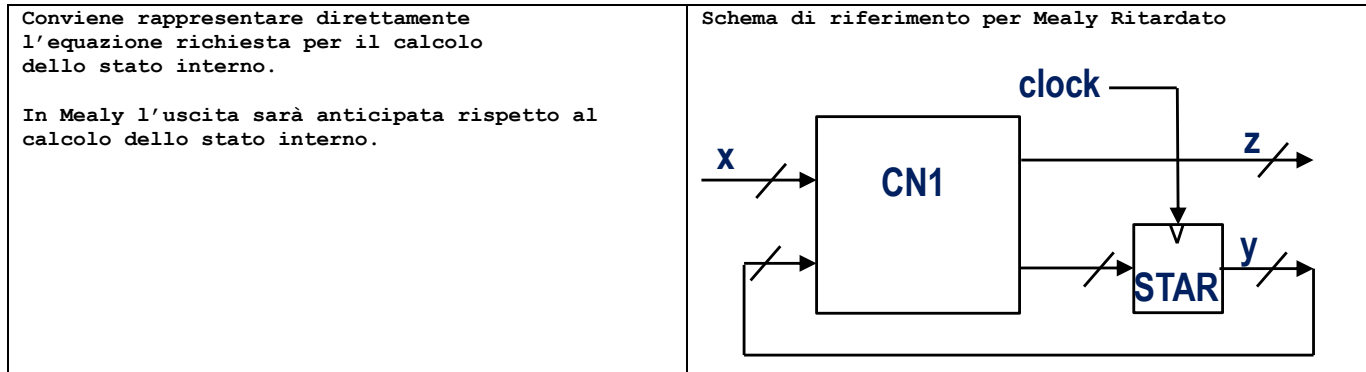 Conviene rappresentare direttamente
l’equazione richiesta per il calcolo
dello stato interno.
In Mealy l’uscita sarà anticipata rispetto al
calcolo dello stato interno.
Schema di riferimento per Mealy Ritardato
clock
x
CN1
z
y
STAR